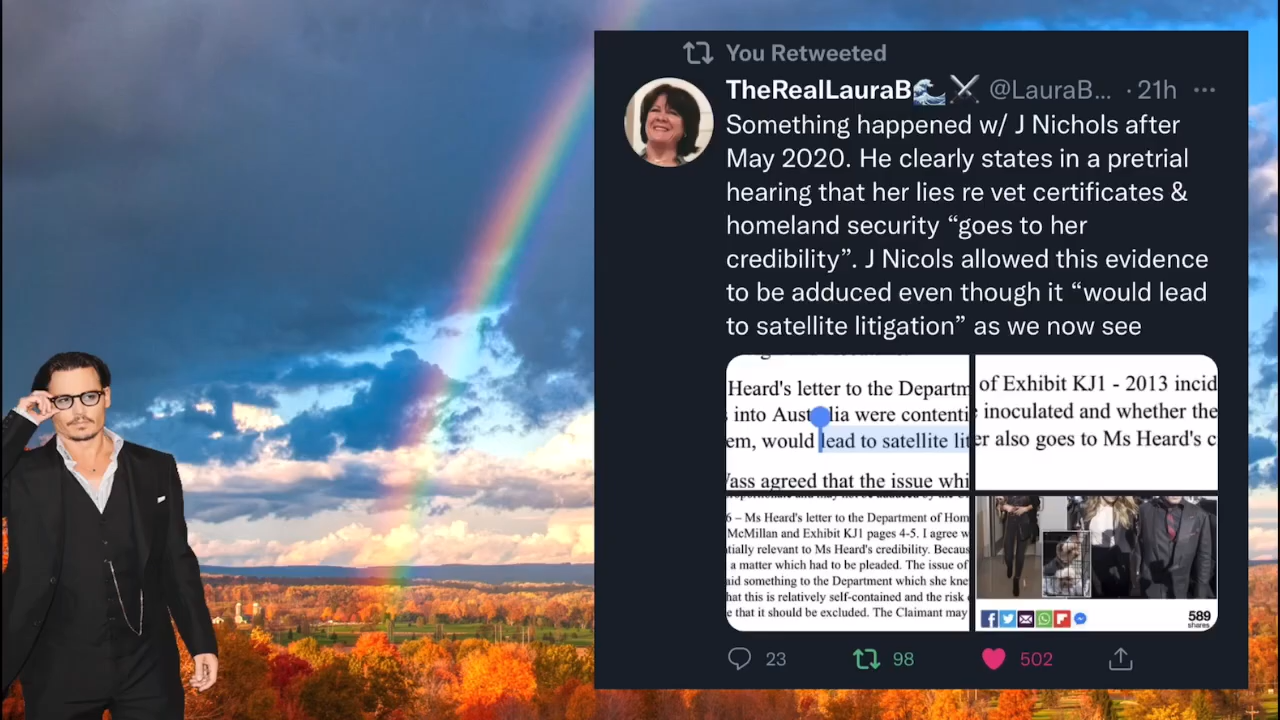 You Retweeted
TheRealLauraB🌊⚔ @LauraB... · 21h ...
Something happened w/ J Nichols after
May 2020. He clearly states in a pretrial
hearing that her lies re vet certificates &
homeland security “goes to her
credibility”. J Nicols allowed this evidence
to be adduced even though it “would lead
to satellite litigation” as we now see
Heard's letter to the Departm
into Australia were contenti
em, would lead to satellite lit
Wass agreed that the issue whi
of Exhibit KJ1 - 2013 incid
inoculated and whether the
er also goes to Ms Heard's c
6 – Ms Heard's letter to the Department of Hom
McMillan and Exhibit KJ1 pages 4-5. I agree w
tially relevant to Ms Heard's credibility. Becaus
a matter which had to be pleaded. The issue of
aid something to the Department which she kne
hat this is relatively self-contained and the risk
e that it should be excluded. The Claimant may
589
shares
23 98 502